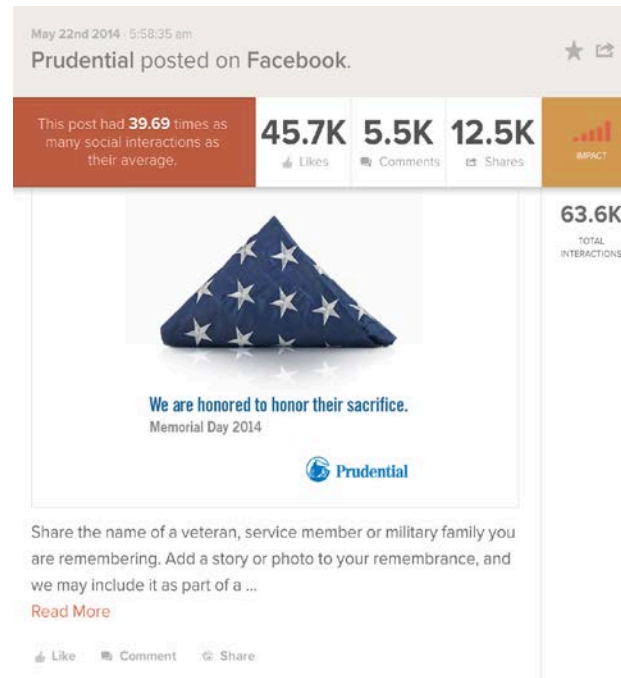 May 22nd 2014 · 5:58:35 am
Prudential posted on Facebook.
This post had 39.69 times as
many social interactions as
their average.
45.7K
Likes
5.5K
Comments
12.5K
Shares
IMPACT
63.6K
TOTAL
INTERACTIONS
We are honored to honor their sacrifice.
Memorial Day 2014
Prudential
Share the name of a veteran, service member or military family you
are remembering. Add a story or photo to your remembrance, and
we may include it as part of a ...
Read More
Like Comment Share